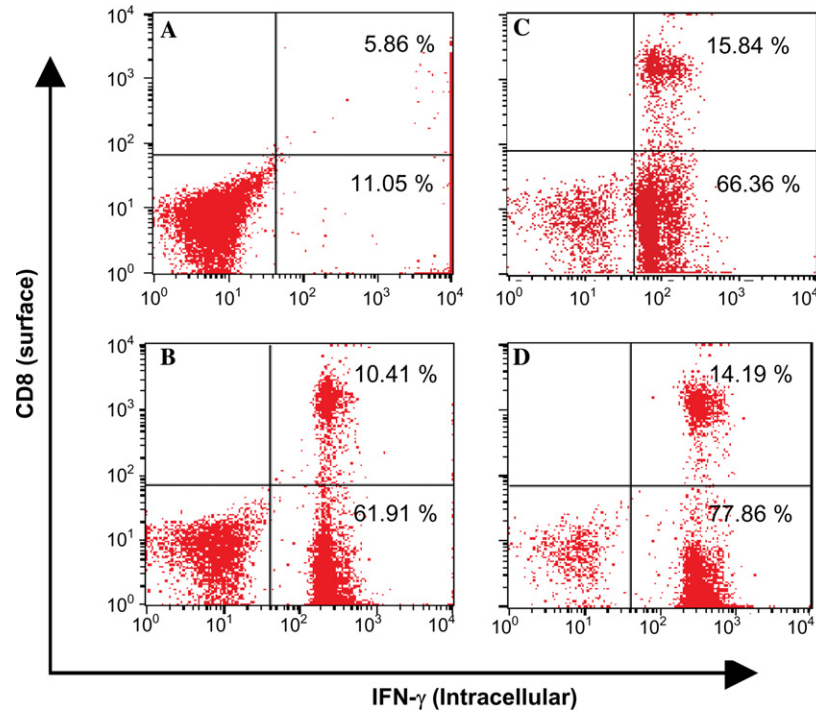 A
5.86 %
11.05 %
10⁴
10³
10²
10¹
10⁰
10⁰ 10¹ 10² 10³ 10⁴
C
15.84 %
66.36 %
10⁰ 10¹ 10² 10³ 10⁴
B
10.41 %
61.91 %
10⁴
10³
10²
10¹
10⁰
10⁰ 10¹ 10² 10³ 10⁴
D
14.19 %
77.86 %
10⁰ 10¹ 10² 10³ 10⁴
CD8 (surface)
IFN-γ (Intracellular)